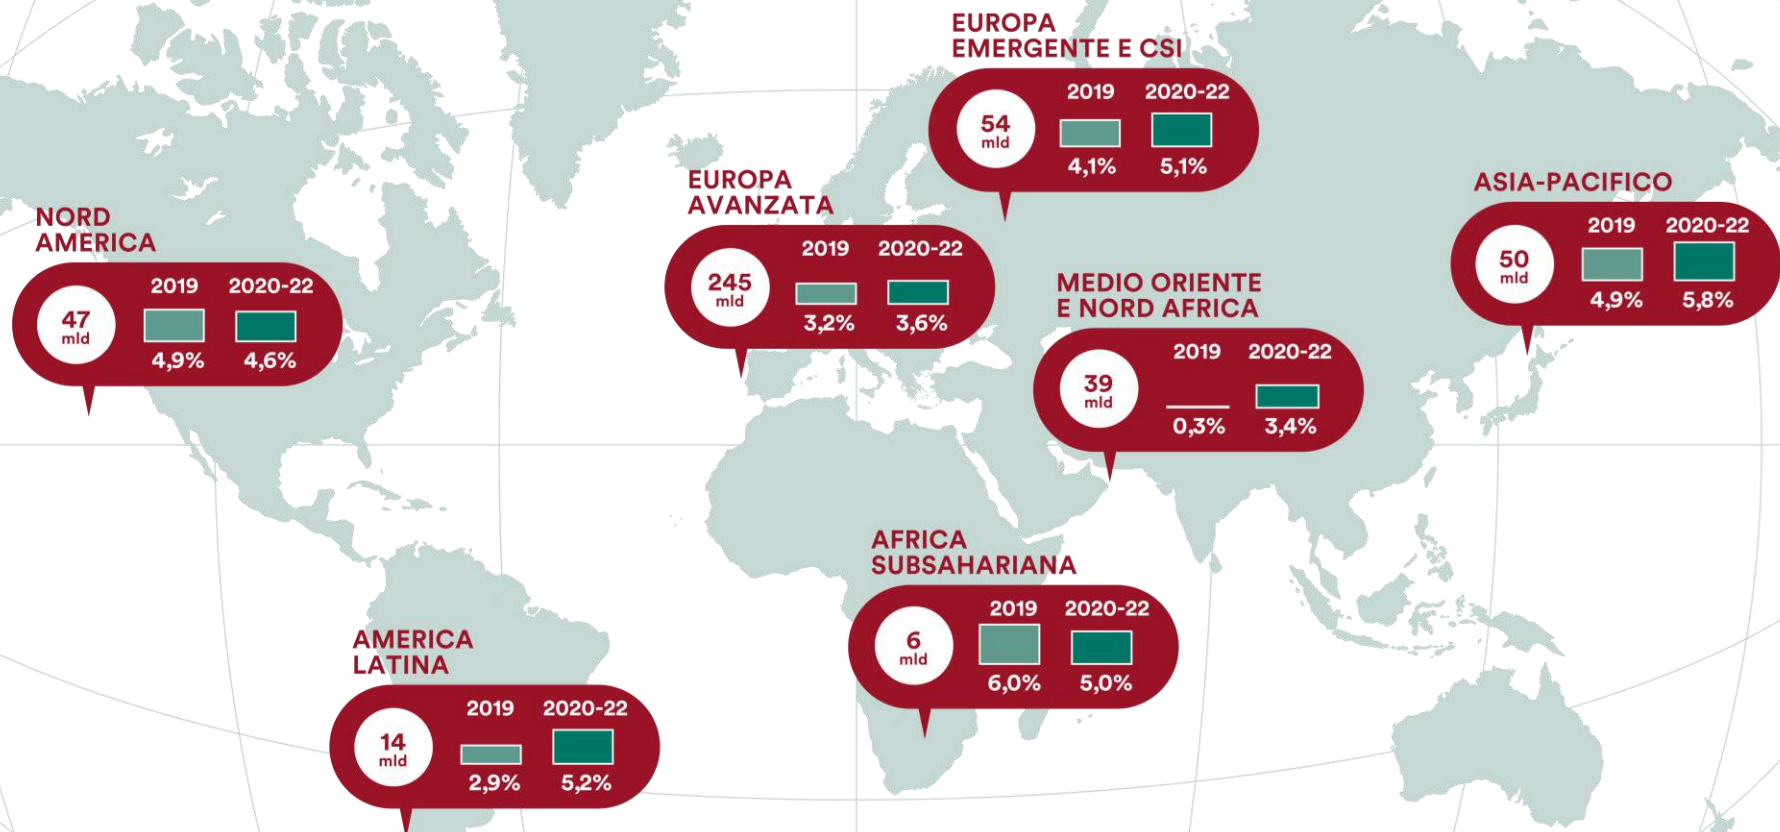 EUROPA
EMERGENTE E CSI
2019 2020-22
54
mld
4,1% 5,1%
EUROPA
AVANZATA
2019 2020-22
245
mld
3,2% 3,6%
ASIA-PACIFICO
2019 2020-22
50
mld
4,9% 5,8%
NORD
AMERICA
2019 2020-22
47
mld
4,9% 4,6%
MEDIO ORIENTE
E NORD AFRICA
2019 2020-22
39
mld
0,3% 3,4%
AFRICA
SUBSAHARIANA
2019 2020-22
6
mld
6,0% 5,0%
AMERICA
LATINA
2019 2020-22
14
mld
2,9% 5,2%